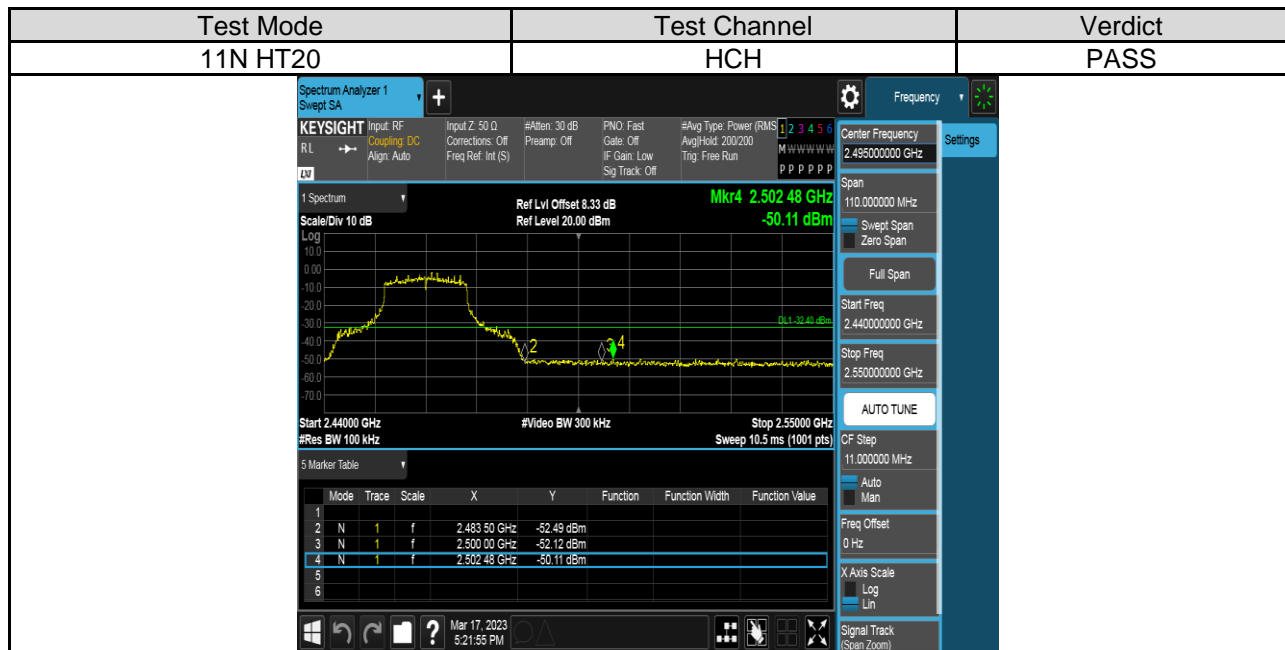 Test Mode Test Channel Verdict
11N HT20 HCH PASS
Spectrum Analyzer 1
Swept SA
+
Frequency
KEYSIGHT
RL
LXI
Input: RF
Coupling: DC
Align: Auto
Input Z: 50 Ω
Corrections: Off
Freq Ref: Int (S)
#Atten: 30 dB
Preamp: Off
PNO: Fast
Gate: Off
IF Gain: Low
Sig Track: Off
#Avg Type: Power (RMS
Avg|Hold: 200/200
Trig: Free Run
1 2 3 4 5 6
M W W W W W
P P P P P P
1 Spectrum
Scale/Div 10 dB
Ref Lvl Offset 8.33 dB
Ref Level 20.00 dBm
Mkr4 2.502 48 GHz
-50.11 dBm
Log
10.0
0.00
-10.0
-20.0
-30.0
-40.0
-50.0
-60.0
-70.0
DL1 -32.40 dBm
2
3
4
Start 2.44000 GHz #Video BW 300 kHz Stop 2.55000 GHz
#Res BW 100 kHz Sweep 10.5 ms (1001 pts)
5 Marker Table
Mode Trace Scale X Y Function Function Width Function Value
1
2 N 1 f 2.483 50 GHz -52.49 dBm
3 N 1 f 2.500 00 GHz -52.12 dBm
4 N 1 f 2.502 48 GHz -50.11 dBm
5
6
?
Mar 17, 2023
5:21:55 PM
Center Frequency
2.495000000 GHz
Settings
Span
110.000000 MHz
Swept Span
Zero Span
Full Span
Start Freq
2.440000000 GHz
Stop Freq
2.550000000 GHz
AUTO TUNE
CF Step
11.000000 MHz
Auto
Man
Freq Offset
0 Hz
X Axis Scale
Log
Lin
Signal Track
(Span Zoom)